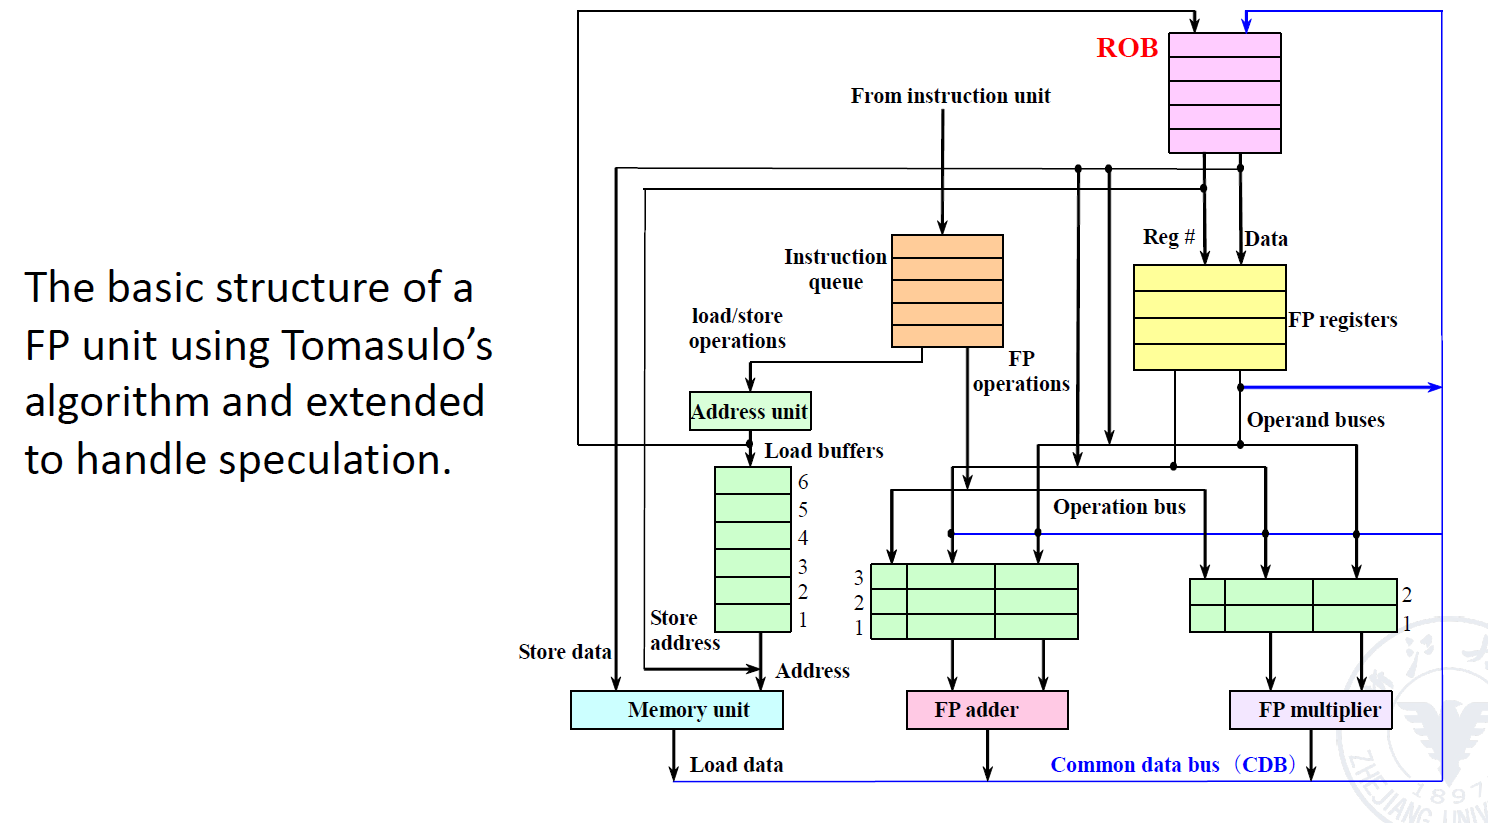 The basic structure of a
FP unit using Tomasulo’s
algorithm and extended
to handle speculation.
ROB
From instruction unit
Reg #
Data
Instruction
queue
load/store
operations
FP registers
FP
operations
Address unit
Operand buses
Load buffers
6
5
4
3
2
1
Operation bus
3
2
1
2
1
Store
address
Store data
Address
Memory unit
FP adder
FP multiplier
Load data
Common data bus（CDB）
ZHEJIANG UNIV
1897